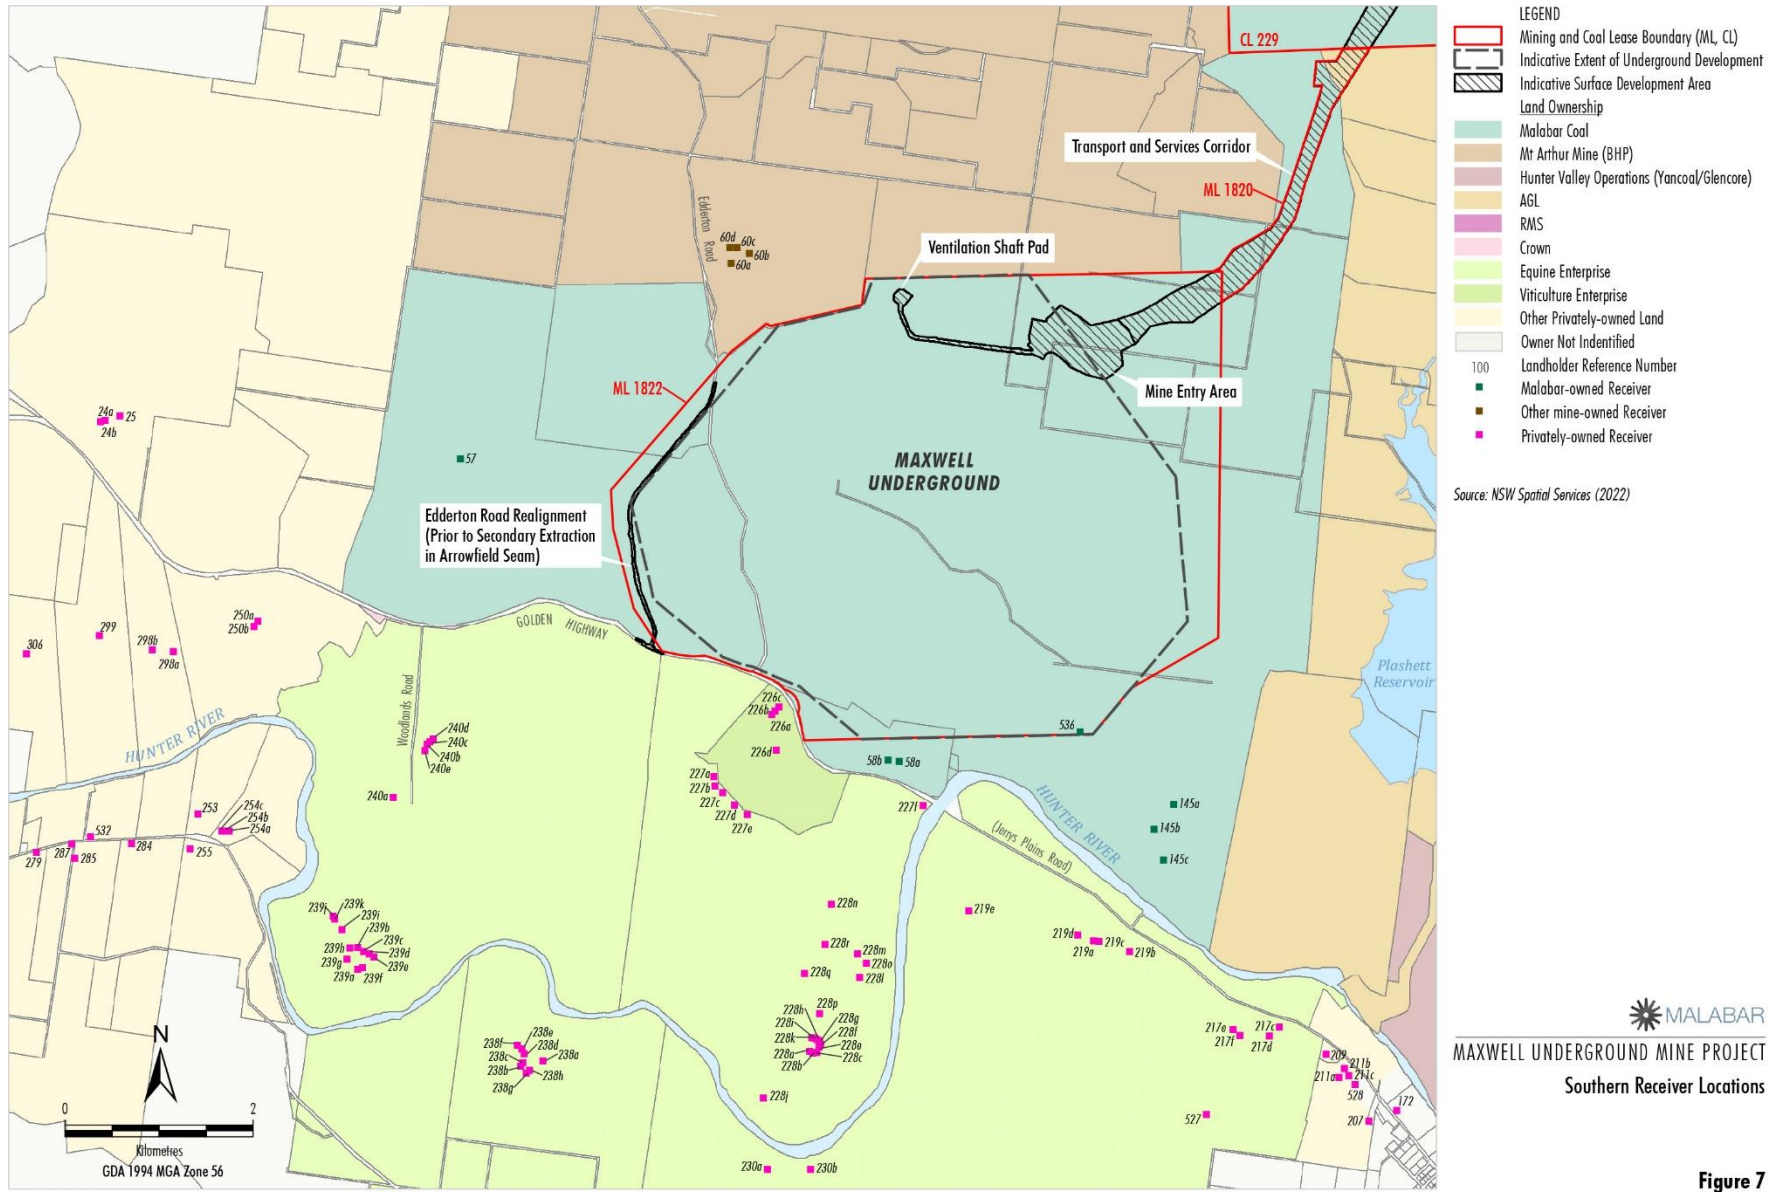 LEGEND
Mining and Coal Lease Boundary (ML, CL)
Indicative Extent of Underground Development
Indicative Surface Development Area
Land Ownership
Malabar Coal
Mt Arthur Mine (BHP)
Hunter Valley Operations (Yancoal/Glencore)
AGL
RMS
Crown
Equine Enterprise
Viticulture Enterprise
Other Privately-owned Land
Owner Not Indentified
100 Landholder Reference Number
Malabar-owned Receiver
Other mine-owned Receiver
Privately-owned Receiver
Source: NSW Spatial Services (2022)
CL 229
Transport and Services Corridor
ML 1820
Edderton Road
60d
60c
60b
60a
Ventilation Shaft Pad
ML 1822
Mine Entry Area
24a
25
24b
57
MAXWELL
UNDERGROUND
Edderton Road Realignment
(Prior to Secondary Extraction
in Arrowfield Seam)
GOLDEN HIGHWAY
250a
250b
299
298b
298a
306
Plashett
Reservoir
Woodlands Road
HUNTER RIVER
240d
240c
240b
240e
240a
226c
226b
226a
226d
227a
227b
227c
227d
227e
227f
536
58b
58a
HUNTER RIVER
(Jerrys Plains Road)
145a
145b
145c
253
254c
254b
254a
532
287
284
255
279
285
239j
239k
239i
239b
239c
239h
239d
239g
239e
239a
239f
228n
228r
228m
228o
228q
228l
228p
228h
228g
228i
228f
228k
228e
228a
228c
228b
228j
219e
219d
219a
219c
219b
238e
238f
238d
238c
238a
238b
238h
238g
217e
217c
217f
217d
209
211b
211a
211c
528
172
207
527
230a
230b
N
0
2
Kilometres
GDA 1994 MGA Zone 56
MALABAR
MAXWELL UNDERGROUND MINE PROJECT
Southern Receiver Locations
Figure 7